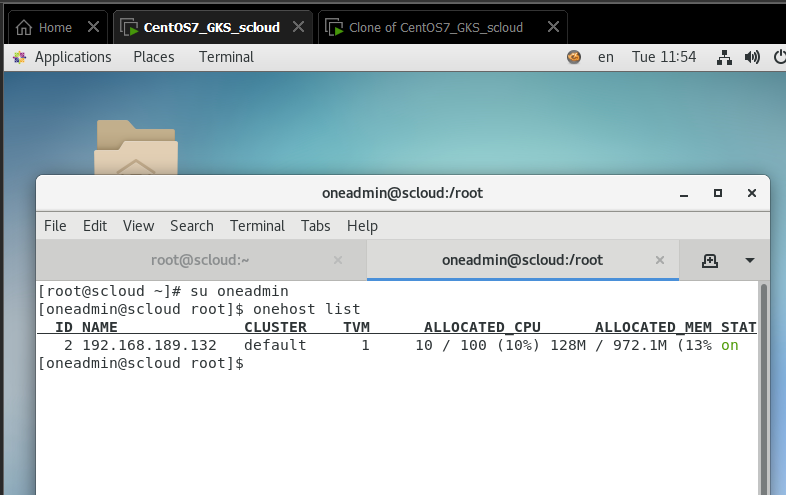 Home CentOS7_GKS_scloud Clone of CentOS7_GKS_scloud
Applications Places Terminal en Tue 11:54
oneadmin@scloud:/root
File Edit View Search Terminal Tabs Help
root@scloud:~ oneadmin@scloud:/root
[root@scloud ~]# su oneadmin
[oneadmin@scloud root]$ onehost list
ID NAME CLUSTER TVM ALLOCATED_CPU ALLOCATED_MEM STAT
2 192.168.189.132 default 1 10 / 100 (10%) 128M / 972.1M (13% on
[oneadmin@scloud root]$